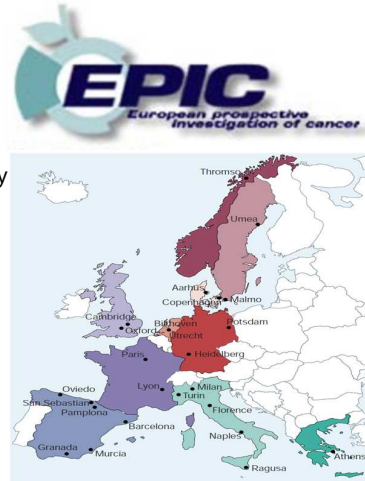 EPIC
European prospective
investigation of cancer
y
Thromso
Umea
Aarhus
Copenhagen
Malmo
Cambridge
Oxford
Bilthoven
Utrecht
Potsdam
Paris
Heidelberg
Lyon
Milan
Turin
Oviedo
San Sebastian
Pamplona
Florence
Barcelona
Naples
Granada
Murcia
Athens
Ragusa